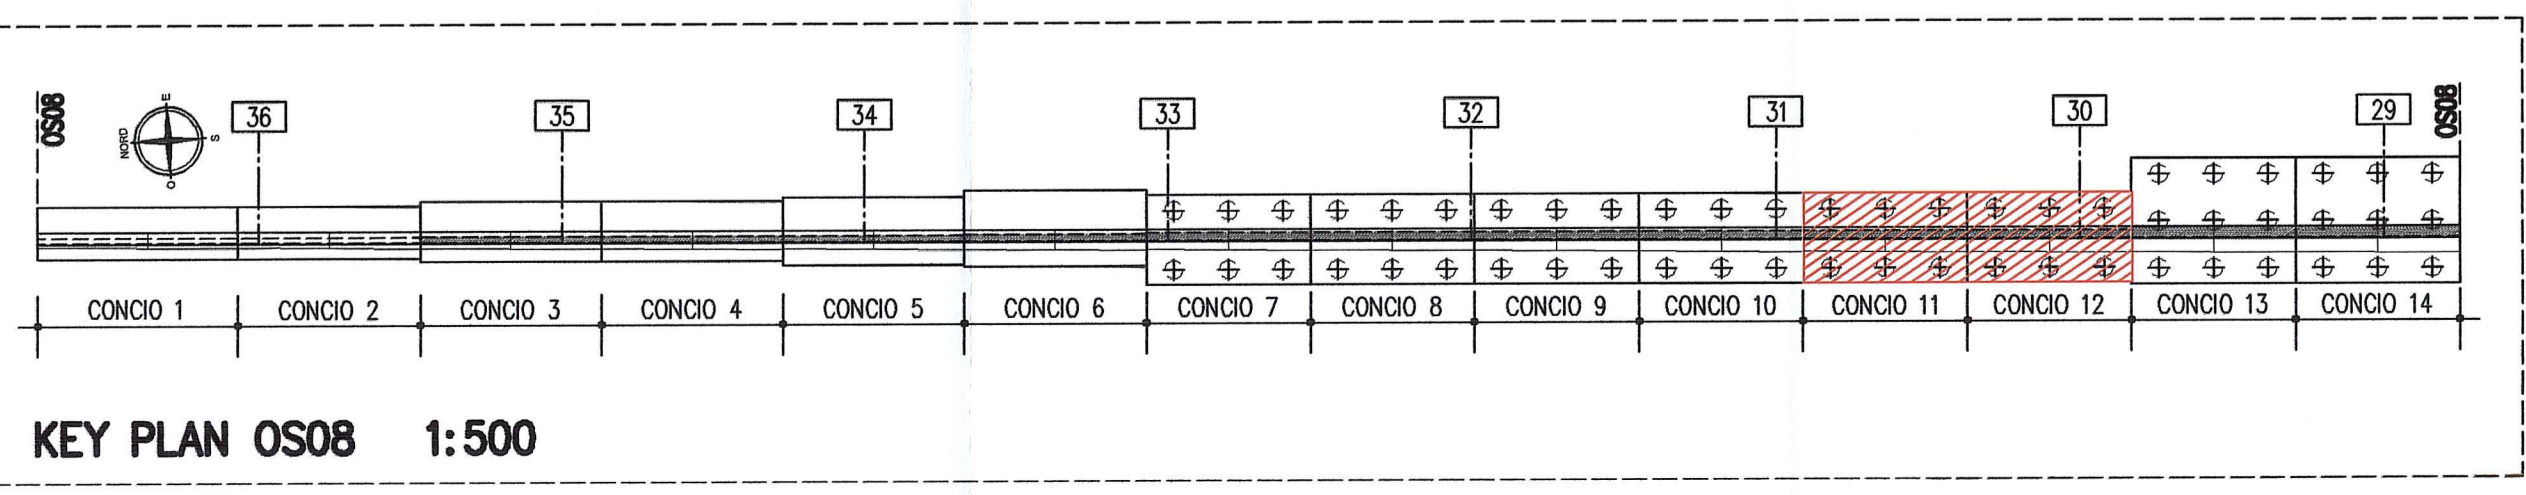 OS08
E
NORD
S
O
36
35
34
33
32
31
30
29
OS08
CONCIO 1
CONCIO 2
CONCIO 3
CONCIO 4
CONCIO 5
CONCIO 6
CONCIO 7
CONCIO 8
CONCIO 9
CONCIO 10
CONCIO 11
CONCIO 12
CONCIO 13
CONCIO 14
KEY PLAN OS08 1:500